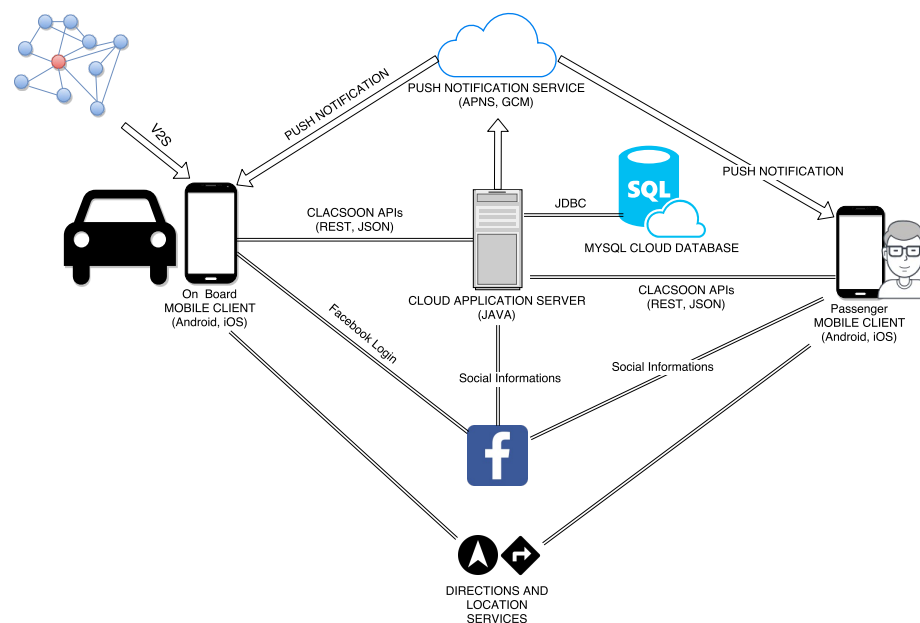 PUSH NOTIFICATION SERVICE
(APNS, GCM)
PUSH NOTIFICATION
V2S
PUSH NOTIFICATION
SQL
JDBC
MYSQL CLOUD DATABASE
CLACSOON APIs
(REST, JSON)
On Board
MOBILE CLIENT
(Android, iOS)
CLOUD APPLICATION SERVER
(JAVA)
CLACSOON APIs
(REST, JSON)
Passenger
MOBILE CLIENT
(Android, iOS)
Facebook Login
Social Informations
Social Informations
f
DIRECTIONS AND
LOCATION
SERVICES